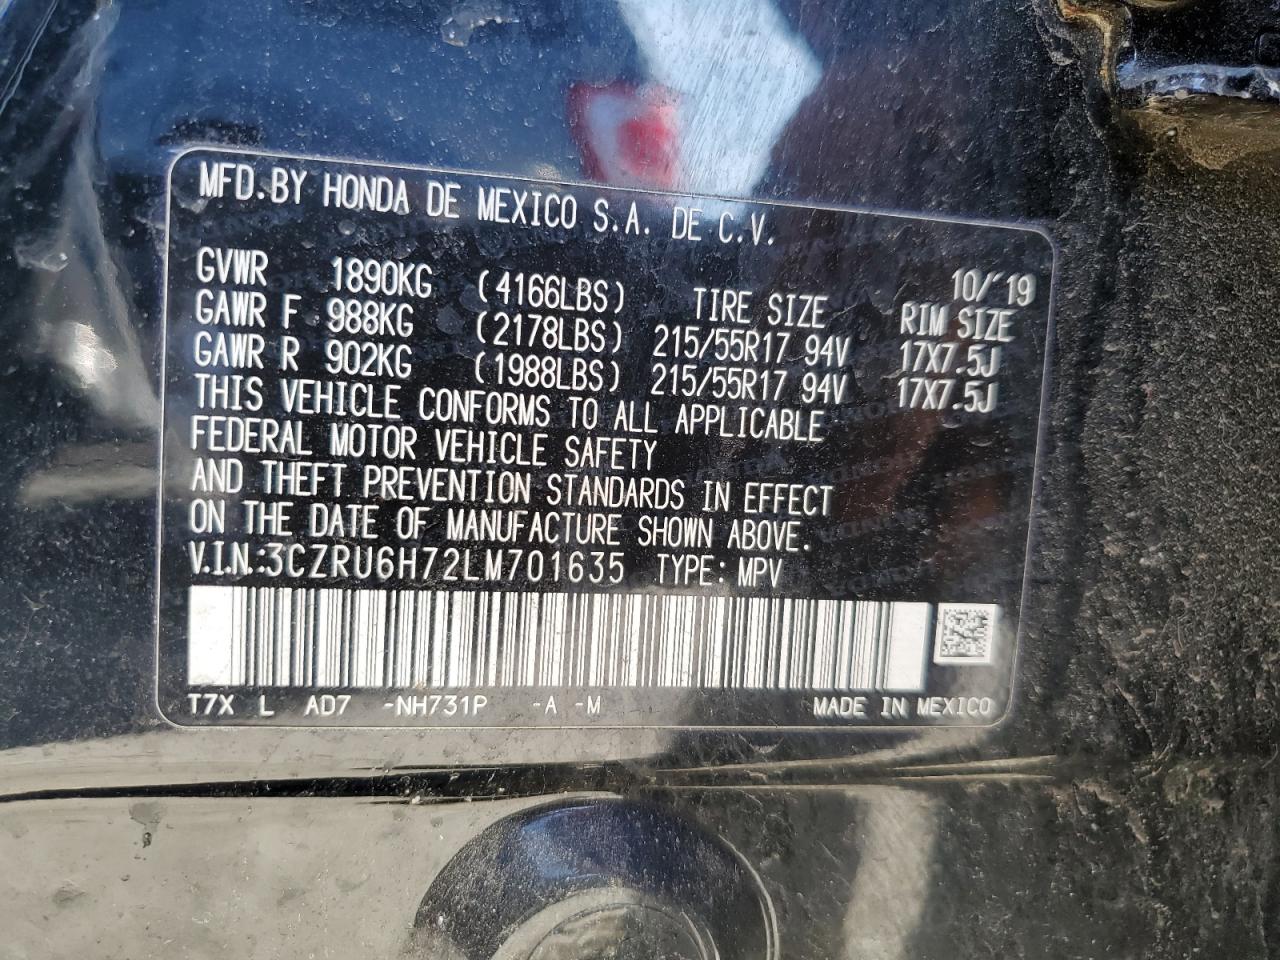 MFD.BY HONDA DE MEXICO S.A. DE C.V.
10/'19
GVWR 1890KG (4166LBS) TIRE SIZE RIM SIZE
GAWR F 988KG (2178LBS) 215/55R17 94V 17X7.5J
GAWR R 902KG (1988LBS) 215/55R17 94V 17X7.5J
THIS VEHICLE CONFORMS TO ALL APPLICABLE
FEDERAL MOTOR VEHICLE SAFETY
AND THEFT PREVENTION STANDARDS IN EFFECT
ON THE DATE OF MANUFACTURE SHOWN ABOVE.
V.I.N.:3CZRU6H72LM701635 TYPE: MPV
T7X L AD7 -NH731P -A -M MADE IN MEXICO